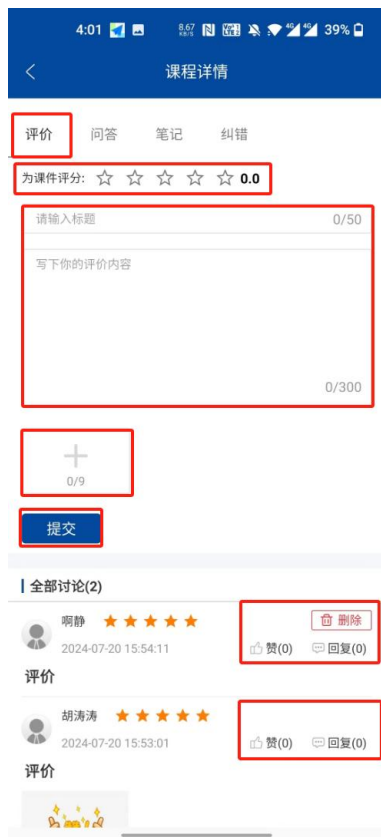 4:01 8.67 KB/S 4G 4G 39%
课程详情
评价 问答 笔记 纠错
为课件评分: 0.0
请输入标题 0/50
写下你的评价内容
0/300
0/9
提交
全部讨论(2)
啊静 删除
2024-07-20 15:54:11 赞(0) 回复(0)
评价
胡涛涛
2024-07-20 15:53:01 赞(0) 回复(0)
评价